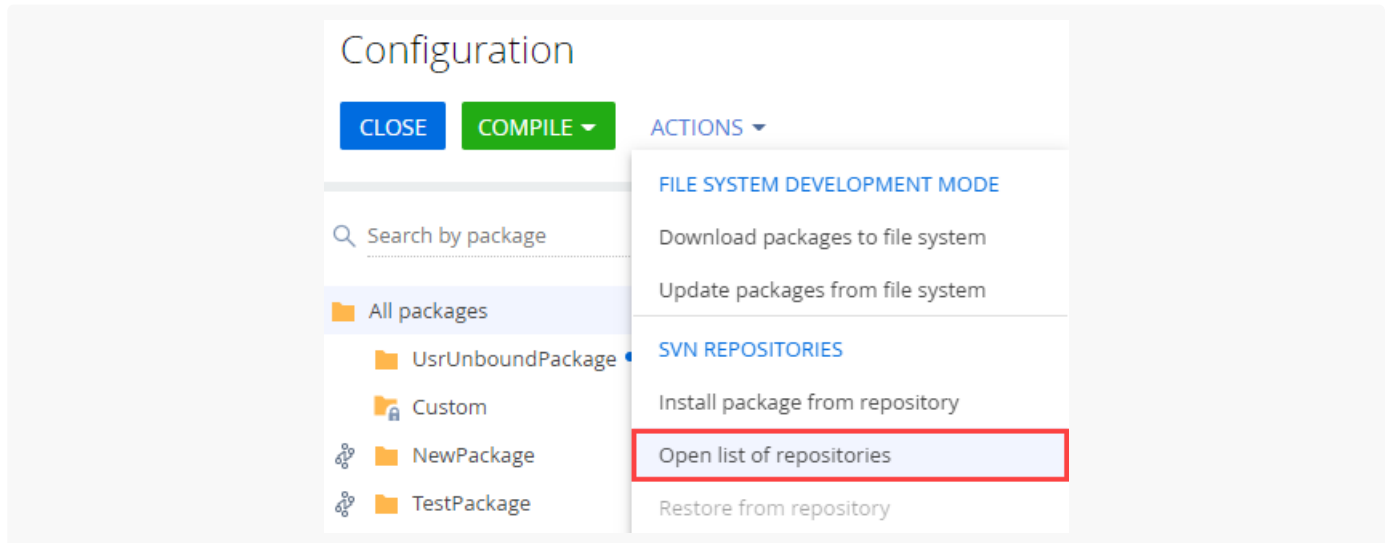 Configuration
CLOSE
COMPILE
ACTIONS
FILE SYSTEM DEVELOPMENT MODE
Download packages to file system
Update packages from file system
SVN REPOSITORIES
Install package from repository
Open list of repositories
Restore from repository
Search by package
All packages
UsrUnboundPackage
Custom
NewPackage
TestPackage